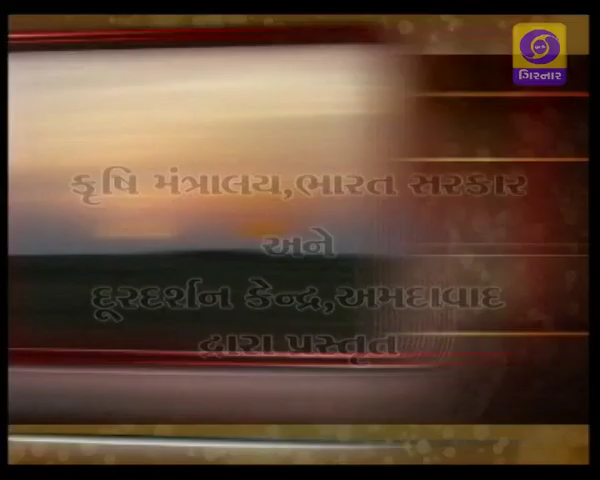 ગિરનાર
કૃષિ મંત્રાલય,ભારત સરકાર
અને
દૂરદર્શન કેન્દ્ર,અમદાવાદ
દ્વારા પ્રસ્તુત